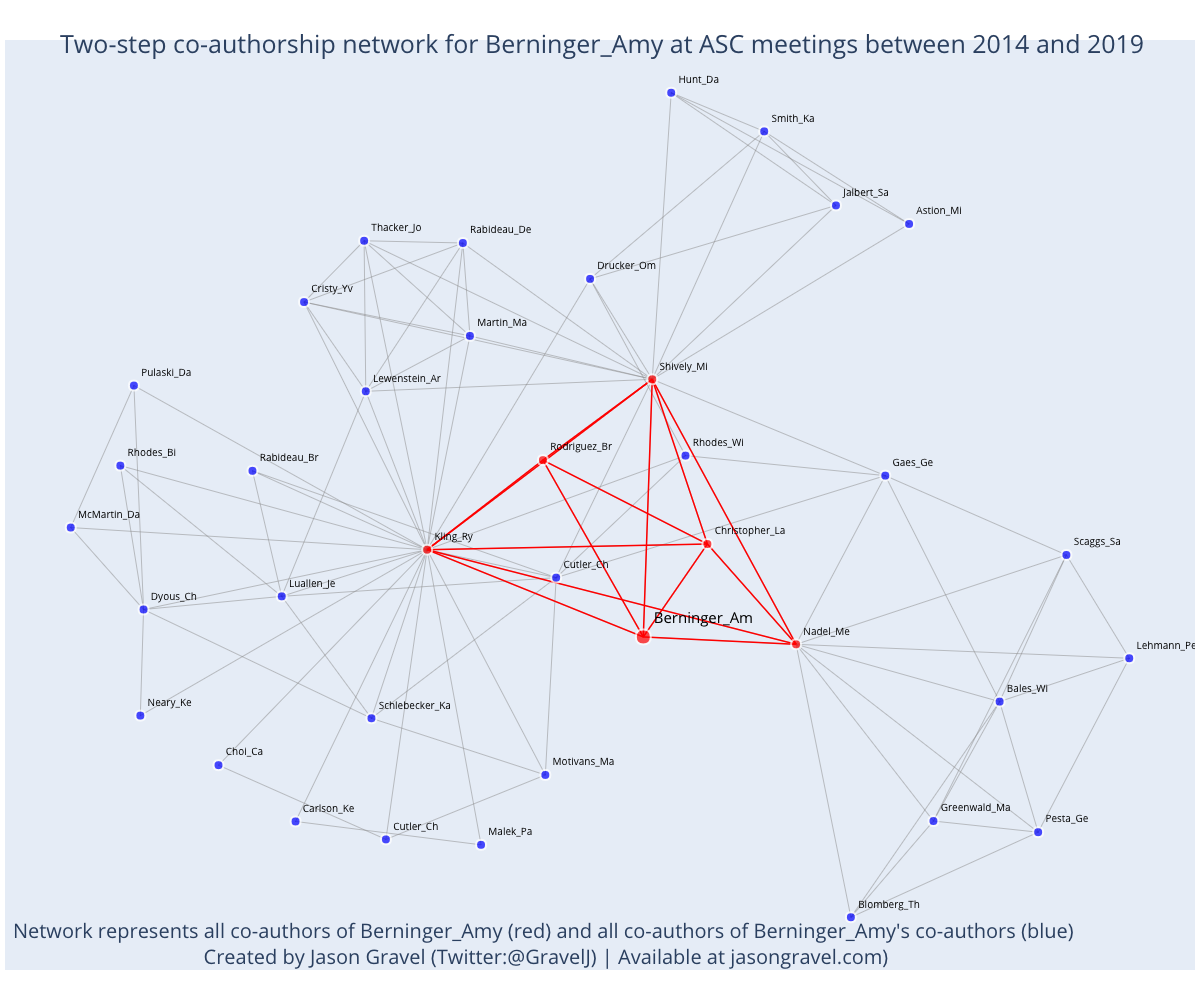 Two-step co-authorship network for Berninger_Amy at ASC meetings between 2014 and 2019
Hunt_Da
Smith_Ka
Jalbert_Sa
Astion_Mi
Thacker_Jo
Rabideau_De
Drucker_Om
Cristy_Yv
Martin_Ma
Shively_Mi
Pulaski_Da
Lewenstein_Ar
Rodriguez_Br
Rhodes_Wi
Rhodes_Bi
Rabideau_Br
Gaes_Ge
McMartin_Da
Kling_Ry
Christopher_La
Scaggs_Sa
Cutler_Ch
Luallen_Je
Dyous_Ch
Berninger_Am
Nadel_Me
Lehmann_Pe
Bales_Wi
Neary_Ke
Schlebecker_Ka
Choi_Ca
Motivans_Ma
Carlson_Ke
Cutler_Ch
Malek_Pa
Greenwald_Ma
Pesta_Ge
Blomberg_Th
Network represents all co-authors of Berninger_Amy (red) and all co-authors of Berninger_Amy's co-authors (blue)
Created by Jason Gravel (Twitter:@GravelJ) | Available at jasongravel.com)